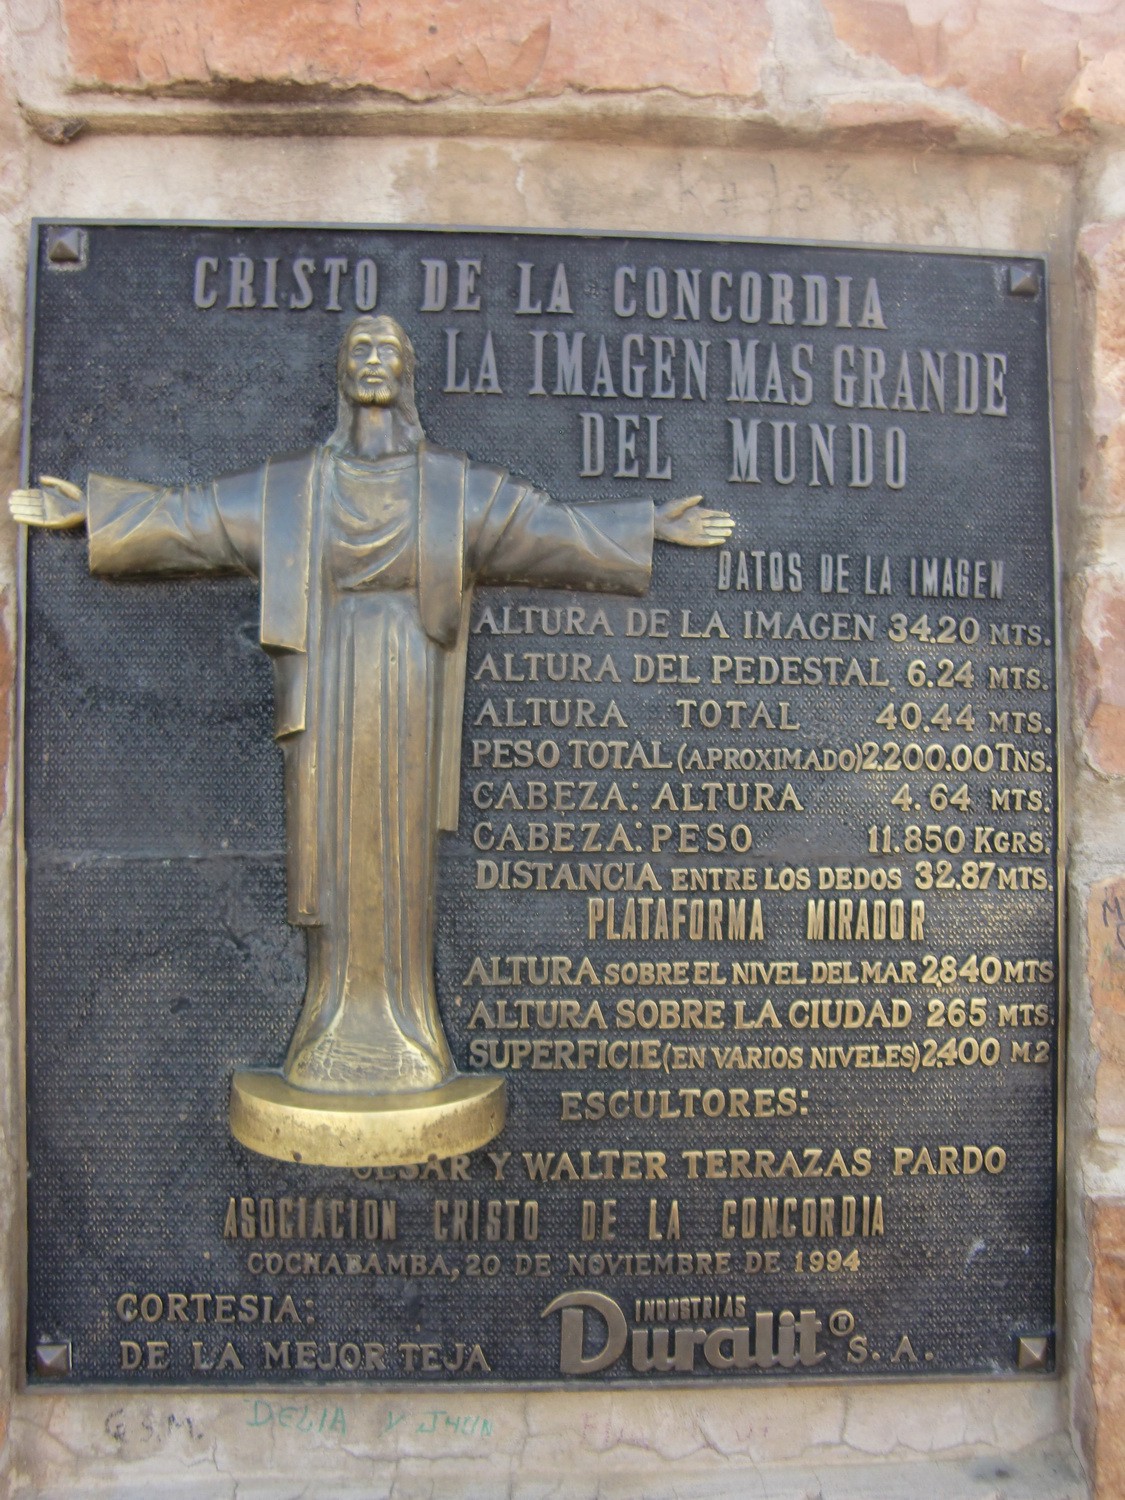 CRISTO DE LA CONCORDIA
LA IMAGEN MAS GRANDE
DEL MUNDO
DATOS DE LA IMAGEN
ALTURA DE LA IMAGEN 34.20 MTS.
ALTURA DEL PEDESTAL 6.24 MTS.
ALTURA TOTAL 40.44 MTS.
PESO TOTAL (APROXIMADO) 2200.00 TNS.
CABEZA: ALTURA 4.64 MTS.
CABEZA: PESO 11.850 KGRS.
DISTANCIA ENTRE LOS DEDOS 32.87 MTS.
PLATAFORMA MIRADOR
ALTURA SOBRE EL NIVEL DEL MAR 2840 MTS
ALTURA SOBRE LA CIUDAD 265 MTS.
SUPERFICIE (EN VARIOS NIVELES) 2.400 M.2
ESCULTORES:
CESAR Y WALTER TERRAZAS PARDO
ASOCIACION CRISTO DE LA CONCORDIA
COCHABAMBA, 20 DE NOVIEMBRE DE 1994
CORTESIA:
DE LA MEJOR TEJA
INDUSTRIAS
D Duralit ® S. A.
G.S.M. DELIA Y JHON